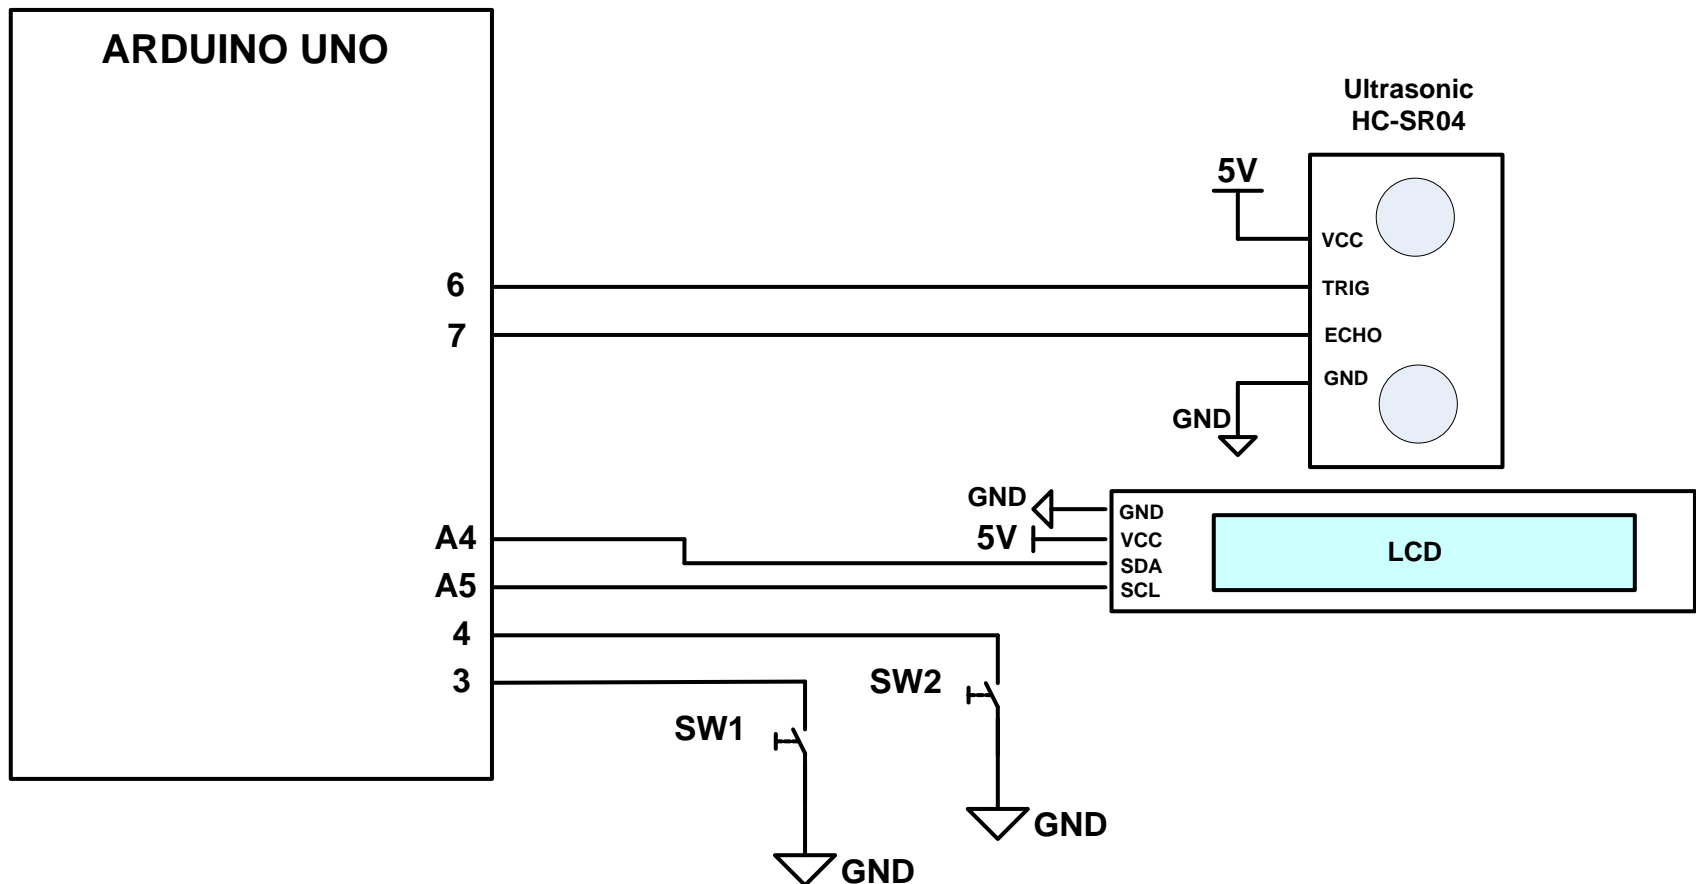 ARDUINO UNO
Ultrasonic
HC-SR04
5V
VCC
6
TRIG
7
ECHO
GND
GND
GND
GND
A4
5V
VCC
LCD
SDA
A5
SCL
4
3
SW2
SW1
GND
GND